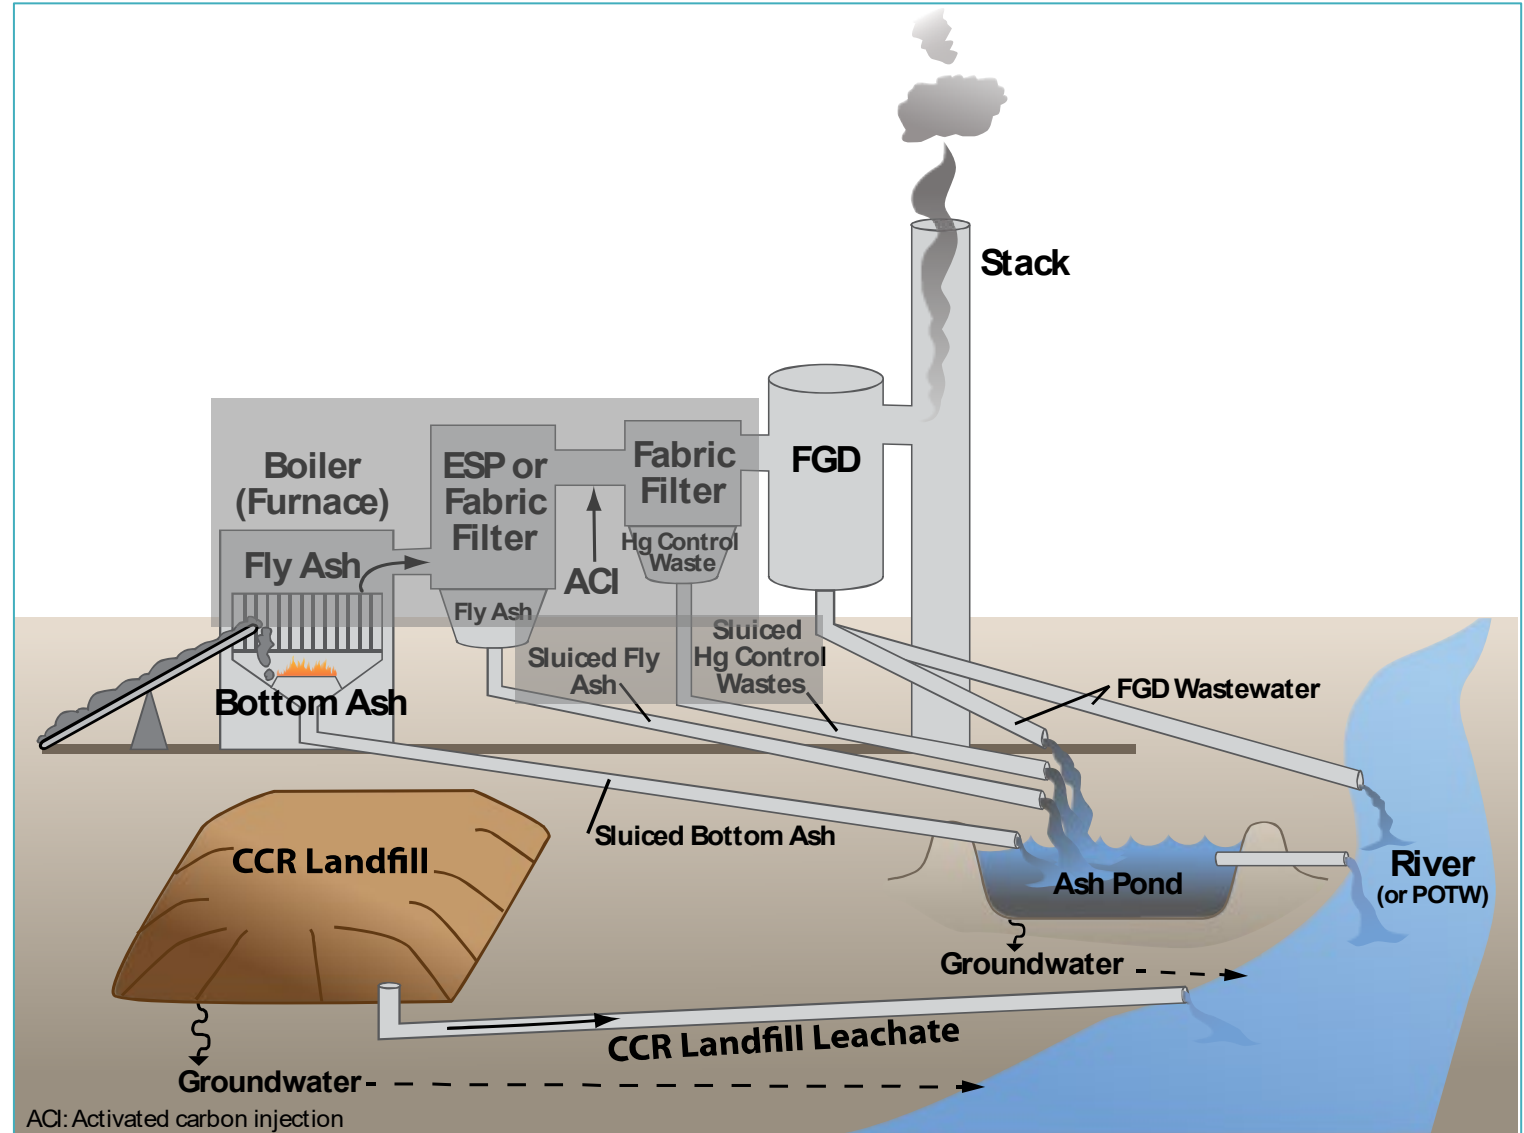 Stack
Boiler
(Furnace)
ESP or
Fabric
Filter
Fabric
Filter
FGD
Fly Ash
Hg Control
Waste
ACI
Fly Ash
Sluiced Fly
Ash
Sluiced
Hg Control
Wastes
Bottom Ash
FGD Wastewater
Sluiced Bottom Ash
CCR Landfill
Ash Pond
River
(or POTW)
Groundwater
CCR Landfill Leachate
Groundwater
ACI: Activated carbon injection